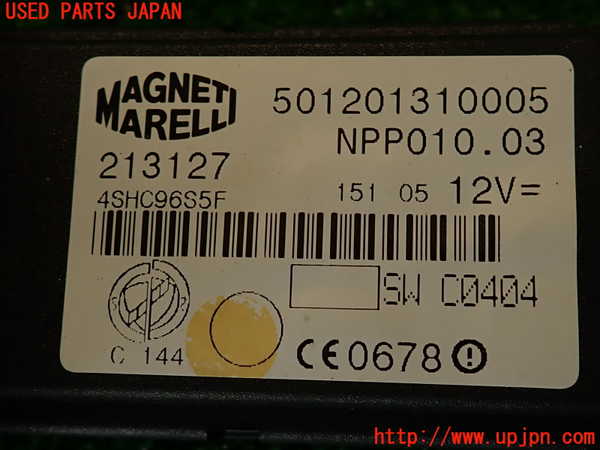 USED PARTS JAPAN
MAGNETI MARELLI
501201310005
NPP010.03
213127
4SHC96S5F
151 05 12V=
SW C0404
C 144
CE0678
http://www.upjpn.com/